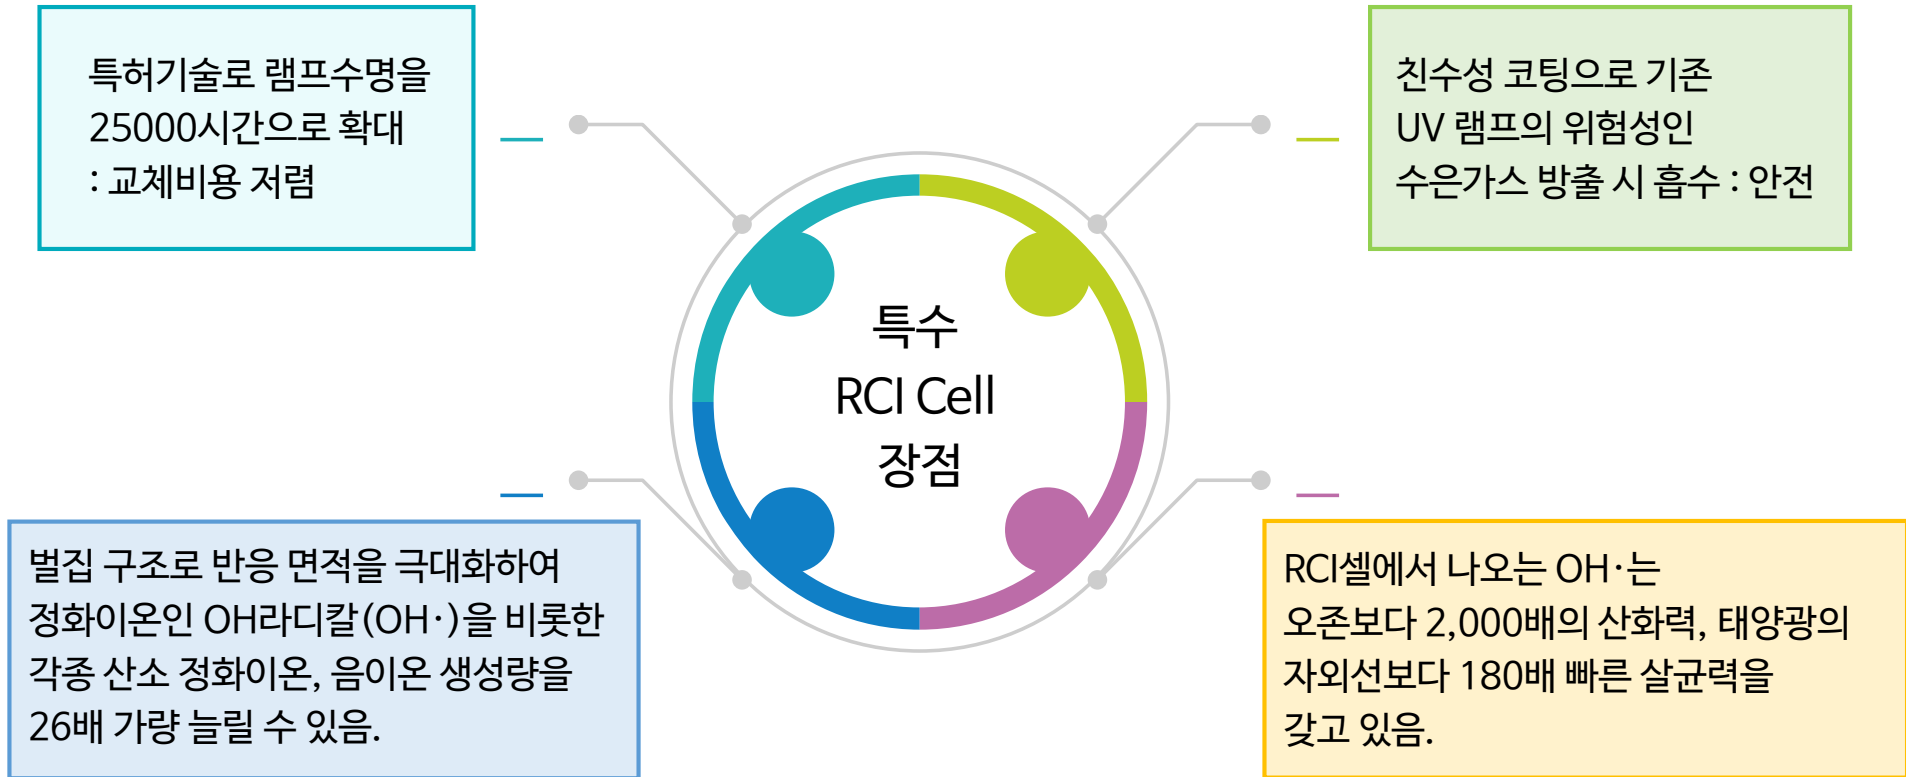 특허기술로 램프수명을
25000시간으로 확대
: 교체비용 저렴
친수성 코팅으로 기존
UV 램프의 위험성인
수은가스 방출 시 흡수 : 안전
특수
RCI Cell
장점
벌집 구조로 반응 면적을 극대화하여
정화이온인 OH라디칼(OH·)을 비롯한
각종 산소 정화이온, 음이온 생성량을
26배 가량 늘릴 수 있음.
RCI셀에서 나오는 OH·는
오존보다 2,000배의 산화력, 태양광의
자외선보다 180배 빠른 살균력을
갖고 있음.